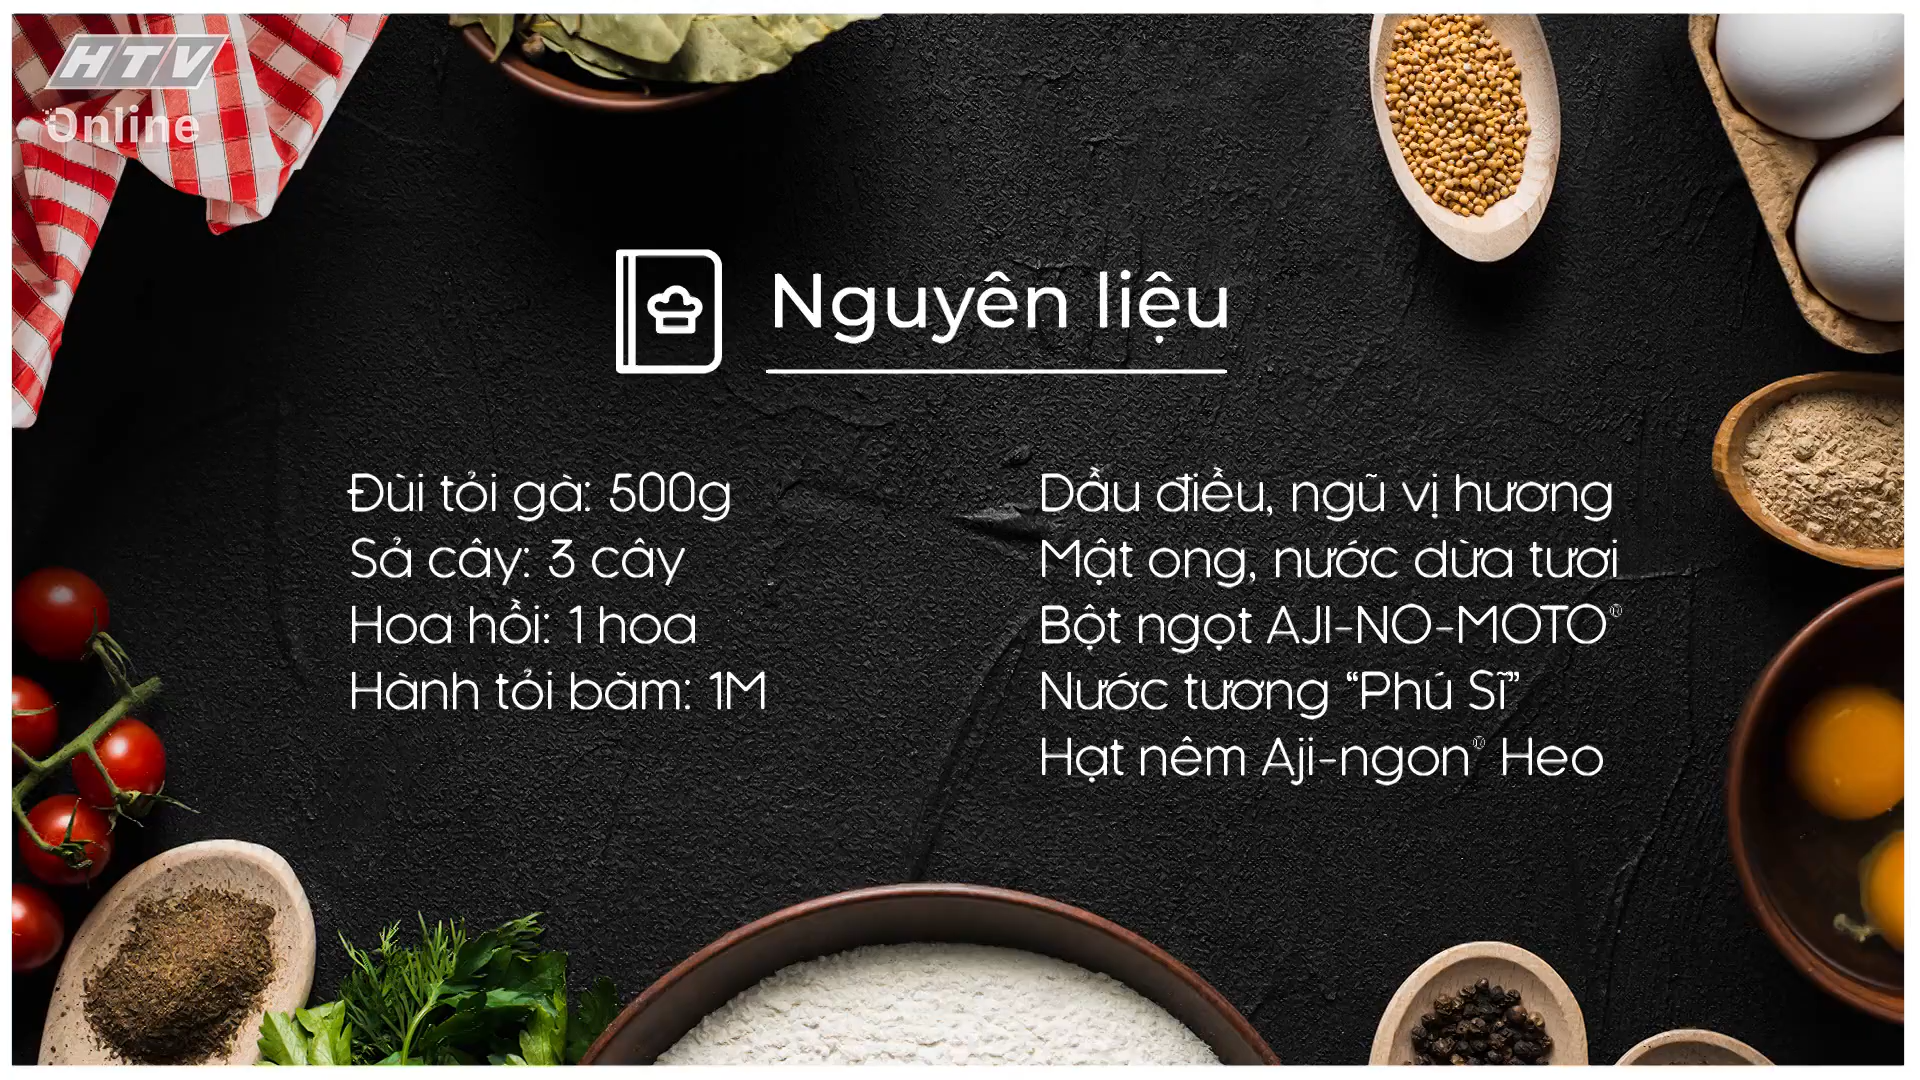 HTV
Online
Nguyên liệu
Đùi tỏi gà: 500g
Sả cây: 3 cây
Hoa hồi: 1 hoa
Hành tỏi băm: 1M
Dầu điều, ngũ vị hương
Mật ong, nước dừa tươi
Bột ngọt AJI-NO-MOTO®
Nước tương “Phú Sĩ”
Hạt nêm Aji-ngon® Heo